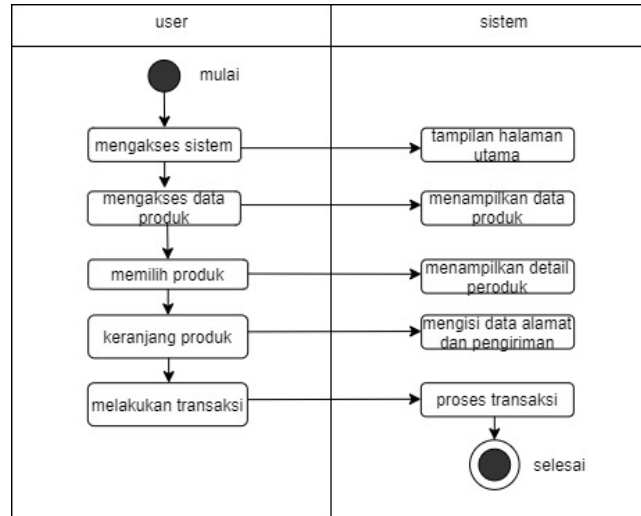 user
sistem
mulai
mengakses sistem
tampilan halaman
utama
mengakses data
produk
menampilkan data
produk
memilih produk
menampilkan detail
peroduk
keranjang produk
mengisi data alamat
dan pengiriman
melakukan transaksi
proses transaksi
selesai